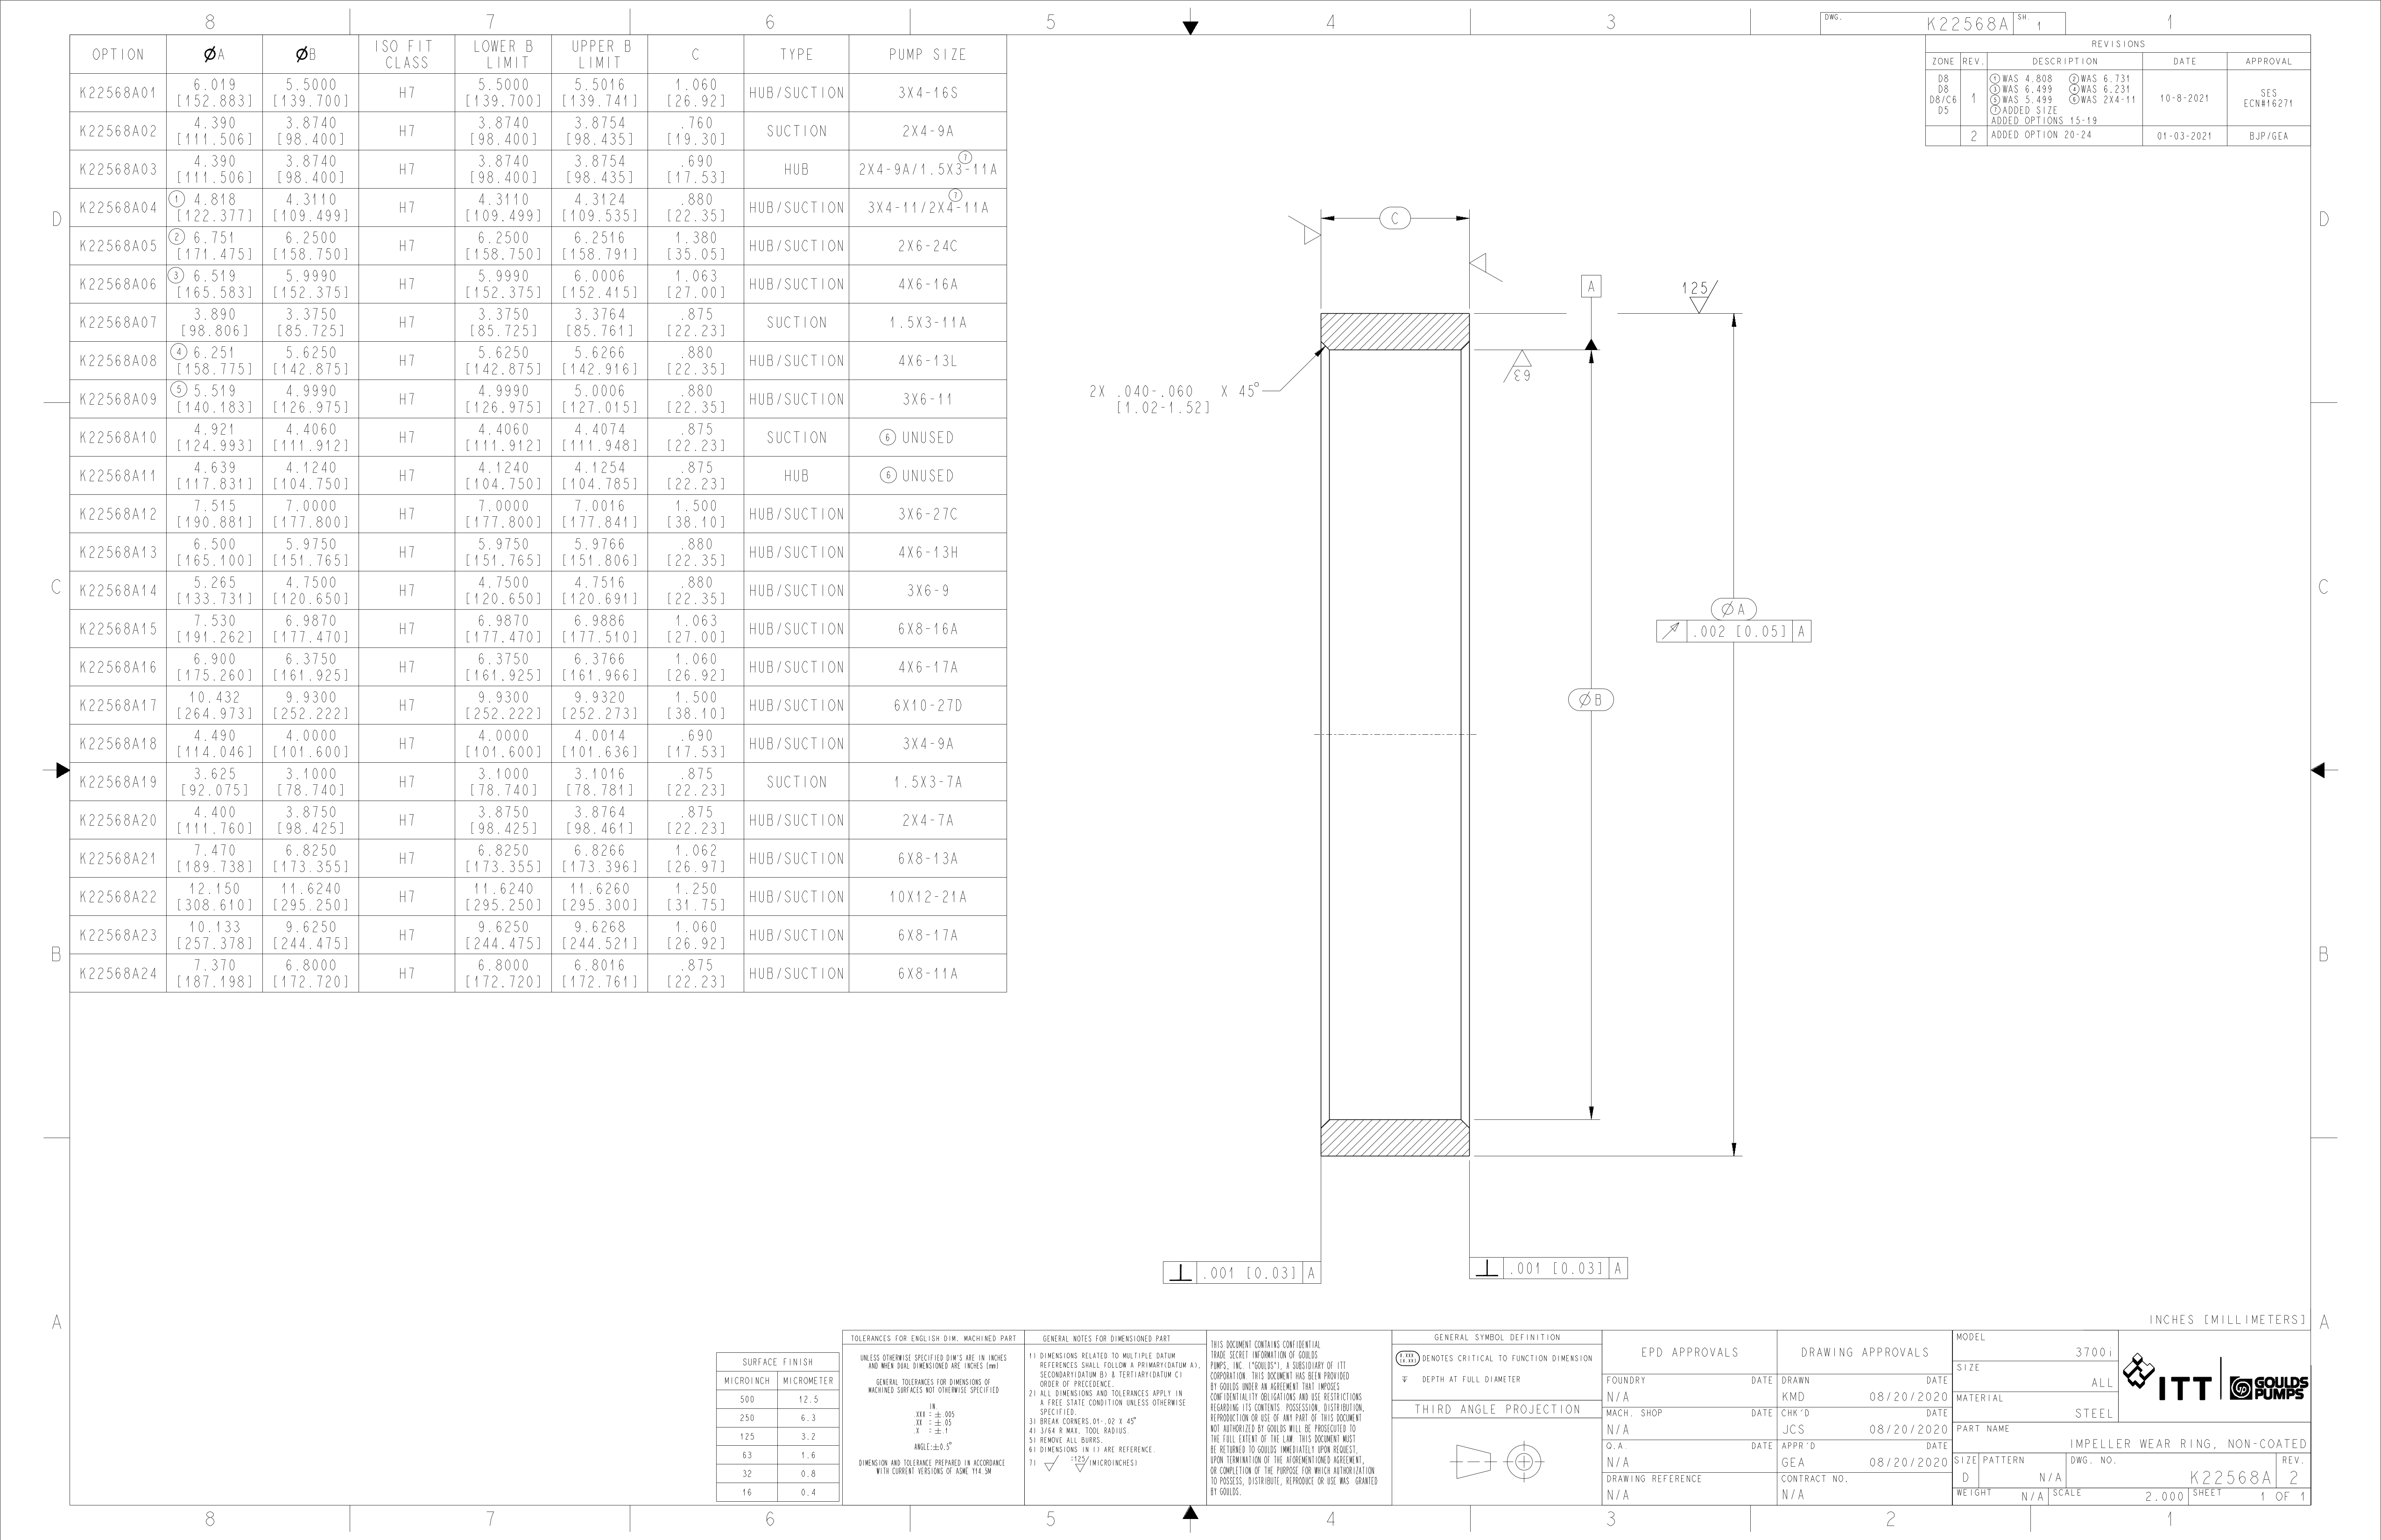 8 7 6 5 4 3 1
DWG. K22568A SH. 1
OPTION ØA ØB ISO FIT CLASS LOWER B LIMIT UPPER B LIMIT C TYPE PUMP SIZE
K22568A01 6.019 [152.883] 5.5000 [139.700] H7 5.5000 [139.700] 5.5016 [139.741] 1.060 [26.92] HUB/SUCTION 3X4-16S
K22568A02 4.390 [111.506] 3.8740 [98.400] H7 3.8740 [98.400] 3.8754 [98.435] .760 [19.30] SUCTION 2X4-9A
K22568A03 4.390 [111.506] 3.8740 [98.400] H7 3.8740 [98.400] 3.8754 [98.435] .690 [17.53] HUB 2X4-9A/1.5X3-11A 7
K22568A04 1 4.818 [122.377] 4.3110 [109.499] H7 4.3110 [109.499] 4.3124 [109.535] .880 [22.35] HUB/SUCTION 3X4-11/2X4-11A 7
K22568A05 2 6.751 [171.475] 6.2500 [158.750] H7 6.2500 [158.750] 6.2516 [158.791] 1.380 [35.05] HUB/SUCTION 2X6-24C
K22568A06 3 6.519 [165.583] 5.9990 [152.375] H7 5.9990 [152.375] 6.0006 [152.415] 1.063 [27.00] HUB/SUCTION 4X6-16A
K22568A07 3.890 [98.806] 3.3750 [85.725] H7 3.3750 [85.725] 3.3764 [85.761] .875 [22.23] SUCTION 1.5X3-11A
K22568A08 4 6.251 [158.775] 5.6250 [142.875] H7 5.6250 [142.875] 5.6266 [142.916] .880 [22.35] HUB/SUCTION 4X6-13L
K22568A09 5 5.519 [140.183] 4.9990 [126.975] H7 4.9990 [126.975] 5.0006 [127.015] .880 [22.35] HUB/SUCTION 3X6-11
K22568A10 4.921 [124.993] 4.4060 [111.912] H7 4.4060 [111.912] 4.4074 [111.948] .875 [22.23] SUCTION 6 UNUSED
K22568A11 4.639 [117.831] 4.1240 [104.750] H7 4.1240 [104.750] 4.1254 [104.785] .875 [22.23] HUB 6 UNUSED
K22568A12 7.515 [190.881] 7.0000 [177.800] H7 7.0000 [177.800] 7.0016 [177.841] 1.500 [38.10] HUB/SUCTION 3X6-27C
K22568A13 6.500 [165.100] 5.9750 [151.765] H7 5.9750 [151.765] 5.9766 [151.806] .880 [22.35] HUB/SUCTION 4X6-13H
K22568A14 5.265 [133.731] 4.7500 [120.650] H7 4.7500 [120.650] 4.7516 [120.691] .880 [22.35] HUB/SUCTION 3X6-9
K22568A15 7.530 [191.262] 6.9870 [177.470] H7 6.9870 [177.470] 6.9886 [177.510] 1.063 [27.00] HUB/SUCTION 6X8-16A
K22568A16 6.900 [175.260] 6.3750 [161.925] H7 6.3750 [161.925] 6.3766 [161.966] 1.060 [26.92] HUB/SUCTION 4X6-17A
K22568A17 10.432 [264.973] 9.9300 [252.222] H7 9.9300 [252.222] 9.9320 [252.273] 1.500 [38.10] HUB/SUCTION 6X10-27D
K22568A18 4.490 [114.046] 4.0000 [101.600] H7 4.0000 [101.600] 4.0014 [101.636] .690 [17.53] HUB/SUCTION 3X4-9A
K22568A19 3.625 [92.075] 3.1000 [78.740] H7 3.1000 [78.740] 3.1016 [78.781] .875 [22.23] SUCTION 1.5X3-7A
K22568A20 4.400 [111.760] 3.8750 [98.425] H7 3.8750 [98.425] 3.8764 [98.461] .875 [22.23] HUB/SUCTION 2X4-7A
K22568A21 7.470 [189.738] 6.8250 [173.355] H7 6.8250 [173.355] 6.8266 [173.396] 1.062 [26.97] HUB/SUCTION 6X8-13A
K22568A22 12.150 [308.610] 11.6240 [295.250] H7 11.6240 [295.250] 11.6260 [295.300] 1.250 [31.75] HUB/SUCTION 10X12-21A
K22568A23 10.133 [257.378] 9.6250 [244.475] H7 9.6250 [244.475] 9.6268 [244.521] 1.060 [26.92] HUB/SUCTION 6X8-17A
K22568A24 7.370 [187.198] 6.8000 [172.720] H7 6.8000 [172.720] 6.8016 [172.761] .875 [22.23] HUB/SUCTION 6X8-11A
REVISIONS
ZONE REV. DESCRIPTION DATE APPROVAL
D8 1 WAS 4.808 2 WAS 6.731
D8 3 WAS 6.499 4 WAS 6.231
D8/C6 1 5 WAS 5.499 6 WAS 2X4-11 10-8-2021 SES ECN#16271
D5 7 ADDED SIZE
ADDED OPTIONS 15-19
2 ADDED OPTION 20-24 01-03-2021 BJP/GEA
D D
C C
B B
A A
C
A
125
63
2X .040-.060 X 45°
[1.02-1.52]
ØA
.002 [0.05] A
ØB
.001 [0.03] A
.001 [0.03] A
INCHES [MILLIMETERS]
SURFACE FINISH
MICROINCH MICROMETER
500 12.5
250 6.3
125 3.2
63 1.6
32 0.8
16 0.4
TOLERANCES FOR ENGLISH DIM. MACHINED PART
UNLESS OTHERWISE SPECIFIED DIM'S ARE IN INCHES
AND WHEN DUAL DIMENSIONED ARE INCHES [mm]
GENERAL TOLERANCES FOR DIMENSIONS OF
MACHINED SURFACES NOT OTHERWISE SPECIFIED
IN.
.XXX = ±.005
.XX = ±.05
.X = ±.1
ANGLE:±0.5°
DIMENSION AND TOLERANCE PREPARED IN ACCORDANCE
WITH CURRENT VERSIONS OF ASME Y14.5M
GENERAL NOTES FOR DIMENSIONED PART
1) DIMENSIONS RELATED TO MULTIPLE DATUM
REFERENCES SHALL FOLLOW A PRIMARY(DATUM A),
SECONDARY(DATUM B) & TERTIARY(DATUM C)
ORDER OF PRECEDENCE.
2) ALL DIMENSIONS AND TOLERANCES APPLY IN
A FREE STATE CONDITION UNLESS OTHERWISE
SPECIFIED.
3) BREAK CORNERS.01-.02 X 45°
4) 3/64 R MAX. TOOL RADIUS.
5) REMOVE ALL BURRS.
6) DIMENSIONS IN () ARE REFERENCE.
7) =125 (MICROINCHES)
THIS DOCUMENT CONTAINS CONFIDENTIAL
TRADE SECRET INFORMATION OF GOULDS
PUMPS, INC. ("GOULDS"), A SUBSIDIARY OF ITT
CORPORATION. THIS DOCUMENT HAS BEEN PROVIDED
BY GOULDS UNDER AN AGREEMENT THAT IMPOSES
CONFIDENTIALITY OBLIGATIONS AND USE RESTRICTIONS
REGARDING ITS CONTENTS. POSSESSION, DISTRIBUTION,
REPRODUCTION OR USE OF ANY PART OF THIS DOCUMENT
NOT AUTHORIZED BY GOULDS WILL BE PROSECUTED TO
THE FULL EXTENT OF THE LAW. THIS DOCUMENT MUST
BE RETURNED TO GOULDS IMMEDIATELY UPON REQUEST,
UPON TERMINATION OF THE AFOREMENTIONED AGREEMENT,
OR COMPLETION OF THE PURPOSE FOR WHICH AUTHORIZATION
TO POSSESS, DISTRIBUTE, REPRODUCE OR USE WAS GRANTED
BY GOULDS.
GENERAL SYMBOL DEFINITION
X.XXX [X.XX] DENOTES CRITICAL TO FUNCTION DIMENSION
DEPTH AT FULL DIAMETER
THIRD ANGLE PROJECTION
EPD APPROVALS
FOUNDRY DATE
N/A
MACH. SHOP DATE
N/A
Q.A. DATE
N/A
DRAWING REFERENCE
N/A
DRAWING APPROVALS
DRAWN DATE
KMD 08/20/2020
CHK'D DATE
JCS 08/20/2020
APPR'D DATE
GEA 08/20/2020
CONTRACT NO.
N/A
MODEL 3700i
SIZE ALL
MATERIAL STEEL
ITT GOULDS PUMPS
PART NAME
IMPELLER WEAR RING, NON-COATED
SIZE D PATTERN N/A DWG. NO. K22568A REV. 2
WEIGHT N/A SCALE 2.000 SHEET 1 OF 1
8 7 6 5 4 3 2 1